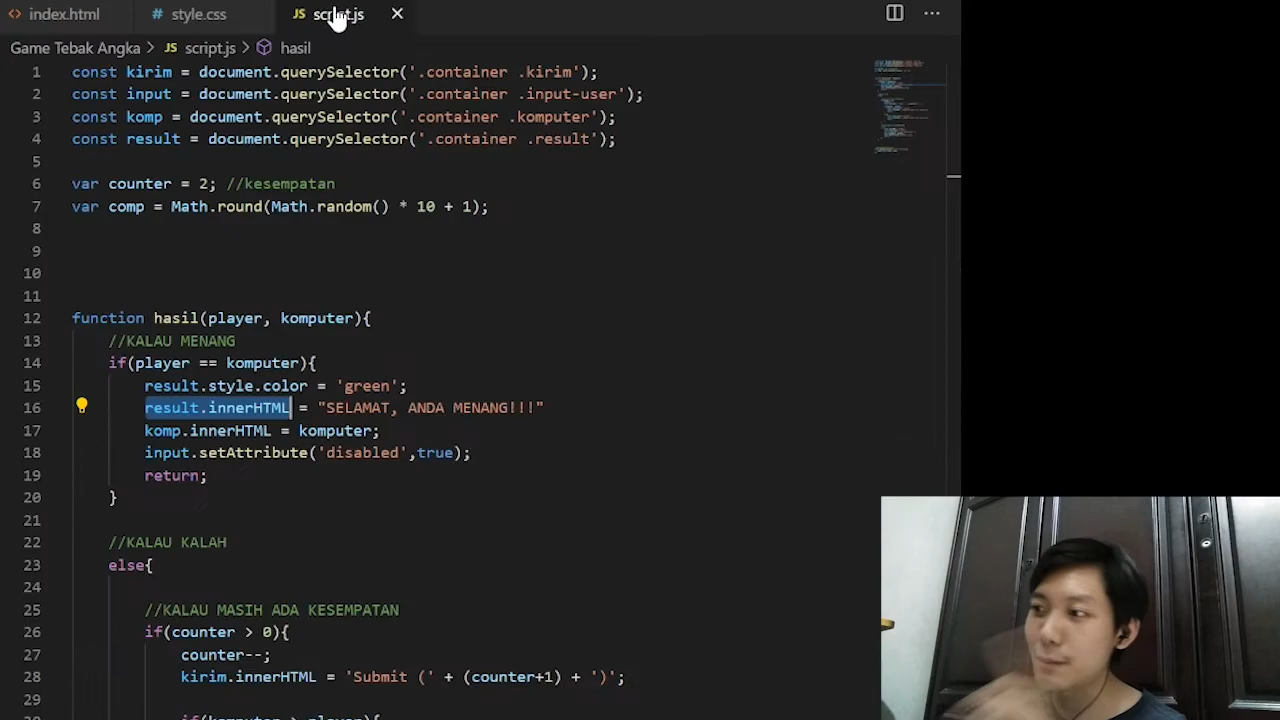 index.html # style.css JS script.js
Game Tebak Angka > JS script.js > hasil
1 const kirim = document.querySelector('.container .kirim');
2 const input = document.querySelector('.container .input-user');
3 const komp = document.querySelector('.container .komputer');
4 const result = document.querySelector('.container .result');
5
6 var counter = 2; //kesempatan
7 var comp = Math.round(Math.random() * 10 + 1);
8
9
10
11
12 function hasil(player, komputer){
13 //KALAU MENANG
14 if(player == komputer){
15 result.style.color = 'green';
16 result.innerHTML = "SELAMAT, ANDA MENANG!!!"
17 komp.innerHTML = komputer;
18 input.setAttribute('disabled',true);
19 return;
20 }
21
22 //KALAU KALAH
23 else{
24
25 //KALAU MASIH ADA KESEMPATAN
26 if(counter > 0){
27 counter--;
28 kirim.innerHTML = 'Submit (' + (counter+1) + ')';
29
if(komputer > player){